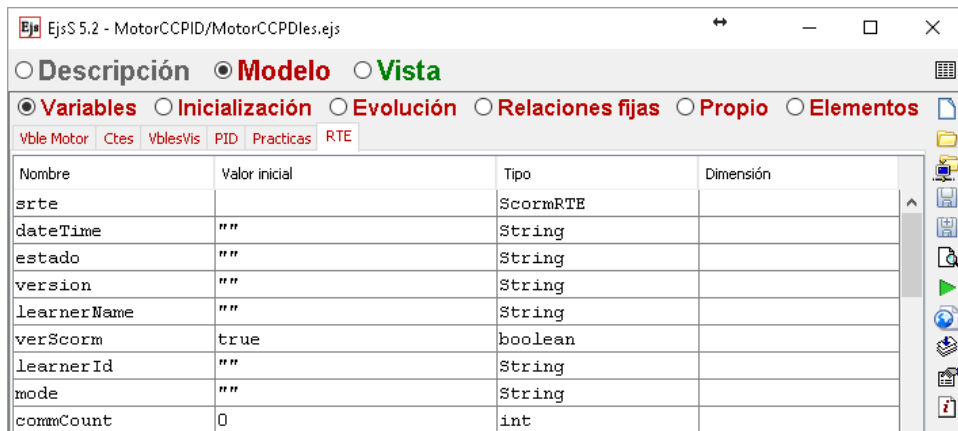 Ejs EjsS 5.2 - MotorCCPID/MotorCCPDIes.ejs
Descripción Modelo Vista
Variables Inicialización Evolución Relaciones fijas Propio Elementos
Vble Motor Ctes VblesVis PID Practicas RTE
Nombre Valor inicial Tipo Dimensión
srte ScormRTE
dateTime "" String
estado "" String
version "" String
learnerName "" String
verScorm true boolean
learnerId "" String
mode "" String
commCount 0 int